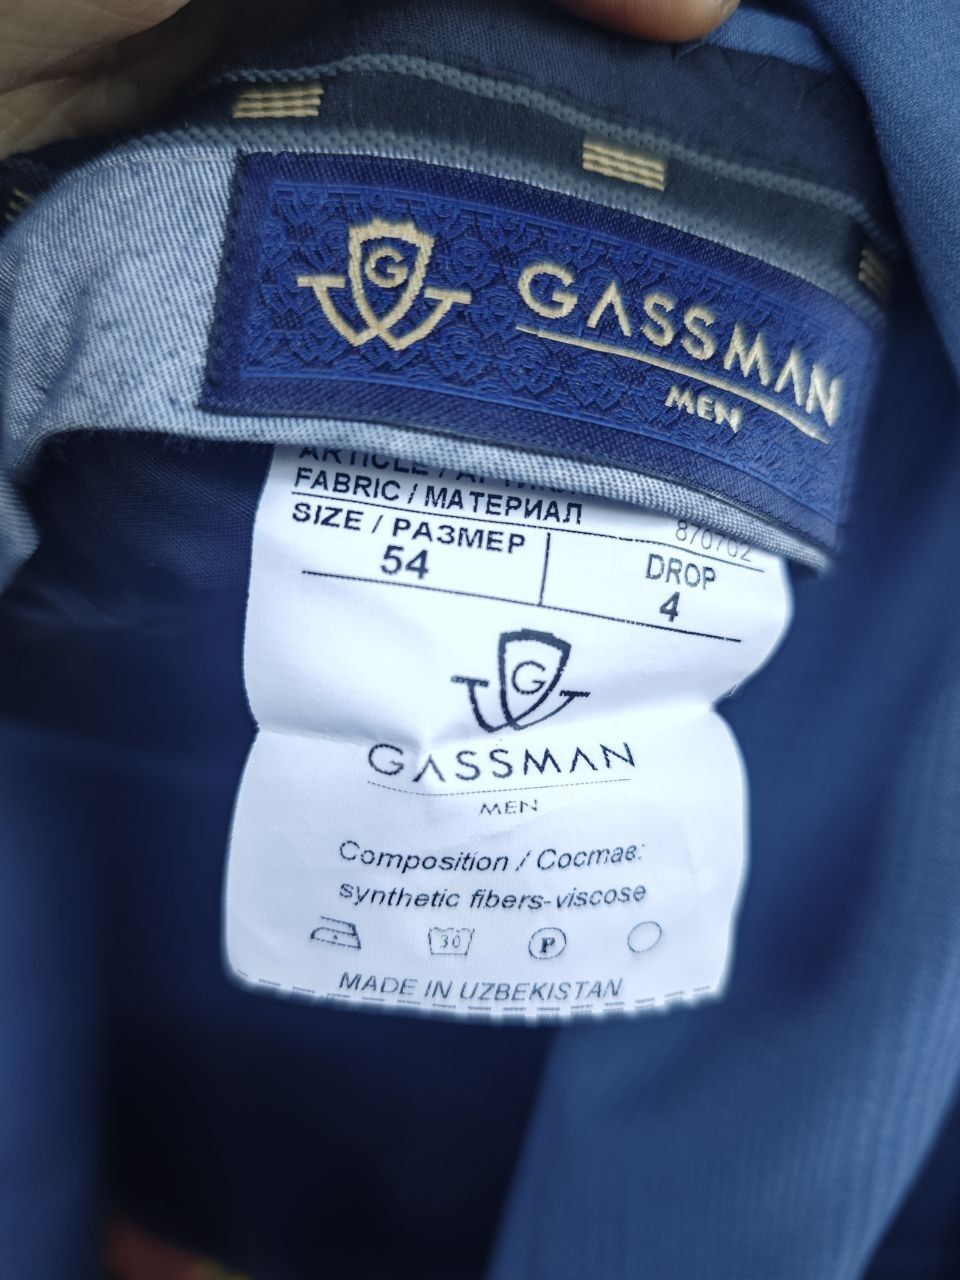 G
GASSMAN
MEN
ARTICLE /
FABRIC / МАТЕРИАЛ
870702
SIZE / РАЗМЕР
54
DROP
4
G
GASSMAN
MEN
Composition / Состав:
synthetic fibers-viscose
30
P
MADE IN UZBEKISTAN